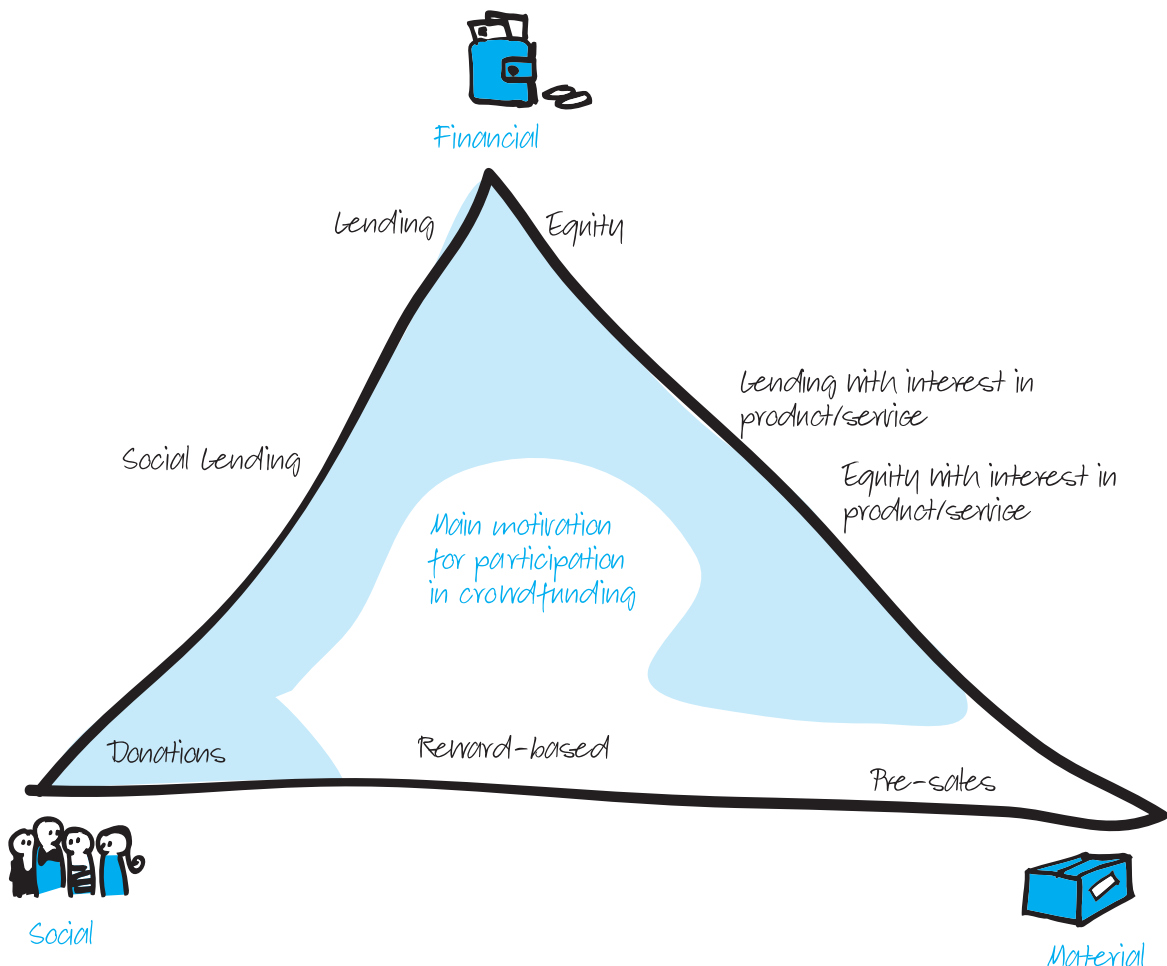 Financial
Lending
Equity
Lending with interest in
product/service
Social Lending
Equity with interest in
product/service
Main motivation
for participation
in crowdfunding
Donations
Reward-based
Pre-sales
Social
Material